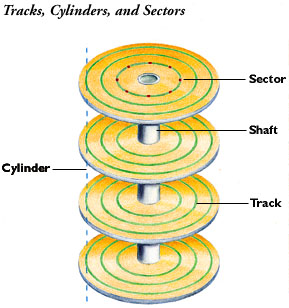 Tracks, Cylinders, and Sectors
Sector
Shaft
Cylinder
Track